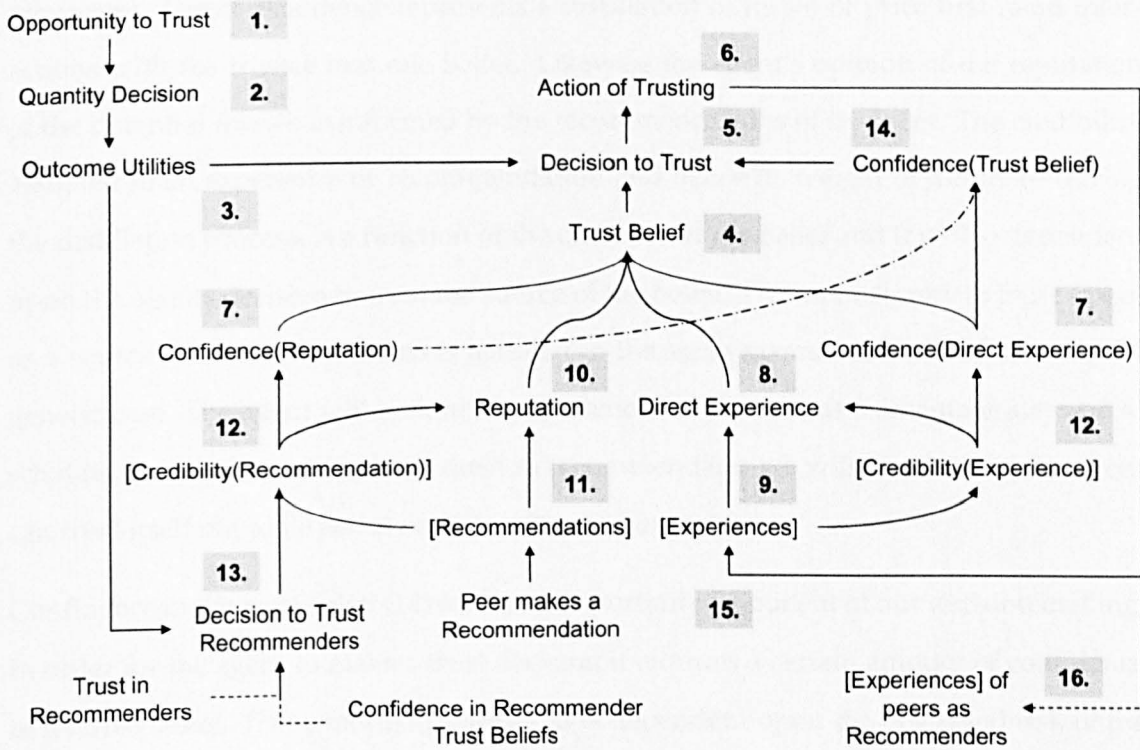 Opportunity to Trust 1.
6.
Quantity Decision 2.
Action of Trusting
5. 14.
Outcome Utilities Decision to Trust Confidence(Trust Belief)
3.
Trust Belief 4.
7. 7.
Confidence(Reputation) Confidence(Direct Experience)
10. 8.
Reputation Direct Experience
12. 12.
[Credibility(Recommendation)] [Credibility(Experience)]
11. 9.
[Recommendations] [Experiences]
13.
Decision to Trust
Recommenders
Peer makes a
Recommendation
15.
Trust in
Recommenders
Confidence in Recommender
Trust Beliefs
[Experiences] of
peers as
Recommenders
16.